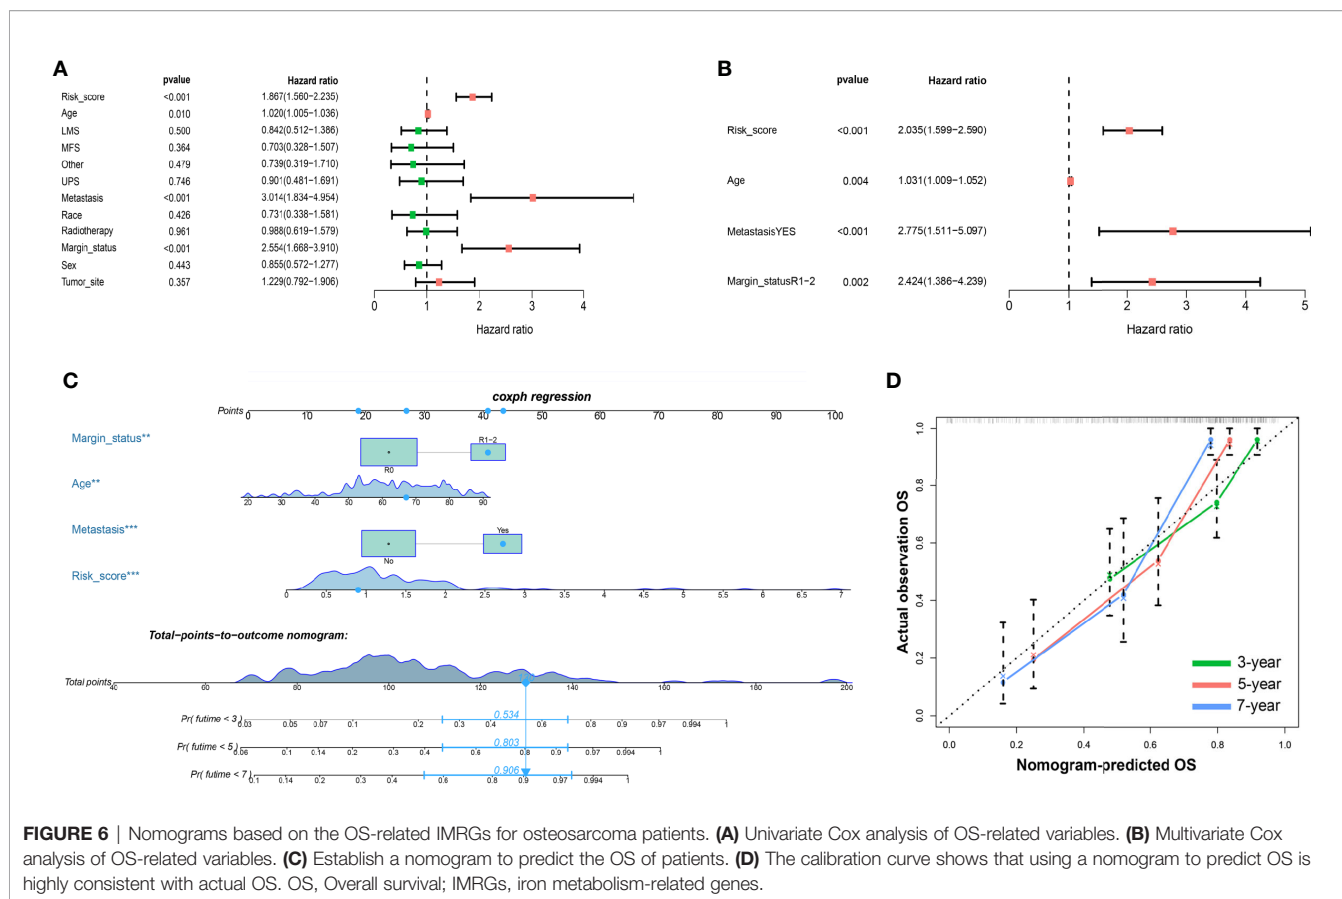 A
pvalue Hazard ratio
Risk_score <0.001 1.867(1.560−2.235)
Age 0.010 1.020(1.005−1.036)
LMS 0.500 0.842(0.512−1.386)
MFS 0.364 0.703(0.328−1.507)
Other 0.479 0.739(0.319−1.710)
UPS 0.746 0.901(0.481−1.691)
Metastasis <0.001 3.014(1.834−4.954)
Race 0.426 0.731(0.338−1.581)
Radiotherapy 0.961 0.988(0.619−1.579)
Margin_status <0.001 2.554(1.668−3.910)
Sex 0.443 0.855(0.572−1.277)
Tumor_site 0.357 1.229(0.792−1.906)
0 1 2 3 4
Hazard ratio
B
pvalue Hazard ratio
Risk_score <0.001 2.035(1.599−2.590)
Age 0.004 1.031(1.009−1.052)
MetastasisYES <0.001 2.775(1.511−5.097)
Margin_statusR1−2 0.002 2.424(1.386−4.239)
0 1 2 3 4 5
Hazard ratio
C
coxph regression
Points 0 10 20 30 40 50 60 70 80 90 100
Margin_status**
R1−2
R0
Age**
20 30 40 50 60 70 80 90
Metastasis***
Yes
No
Risk_score***
0 0.5 1 1.5 2 2.5 3 3.5 4 4.5 5 5.5 6 6.5 7
Total−points−to−outcome nomogram:
Total points 40 60 80 100 120 140 160 180 200
Pr( futime < 3 ) 0.03 0.05 0.07 0.1 0.2 0.3 0.4 0.534 0.6 0.8 0.9 0.97 0.994 1
Pr( futime < 5 ) 0.06 0.1 0.14 0.2 0.3 0.4 0.6 0.803 0.8 0.9 0.97 0.994 1
Pr( futime < 7 ) 0.1 0.14 0.2 0.3 0.4 0.6 0.8 0.906 0.9 0.97 0.994 1
D
Actual observation OS
1.0
0.8
0.6
0.4
0.2
0.0
3-year
5-year
7-year
0.0 0.2 0.4 0.6 0.8 1.0
Nomogram-predicted OS
FIGURE 6 | Nomograms based on the OS-related IMRGs for osteosarcoma patients. (A) Univariate Cox analysis of OS-related variables. (B) Multivariate Cox
analysis of OS-related variables. (C) Establish a nomogram to predict the OS of patients. (D) The calibration curve shows that using a nomogram to predict OS is
highly consistent with actual OS. OS, Overall survival; IMRGs, iron metabolism-related genes.